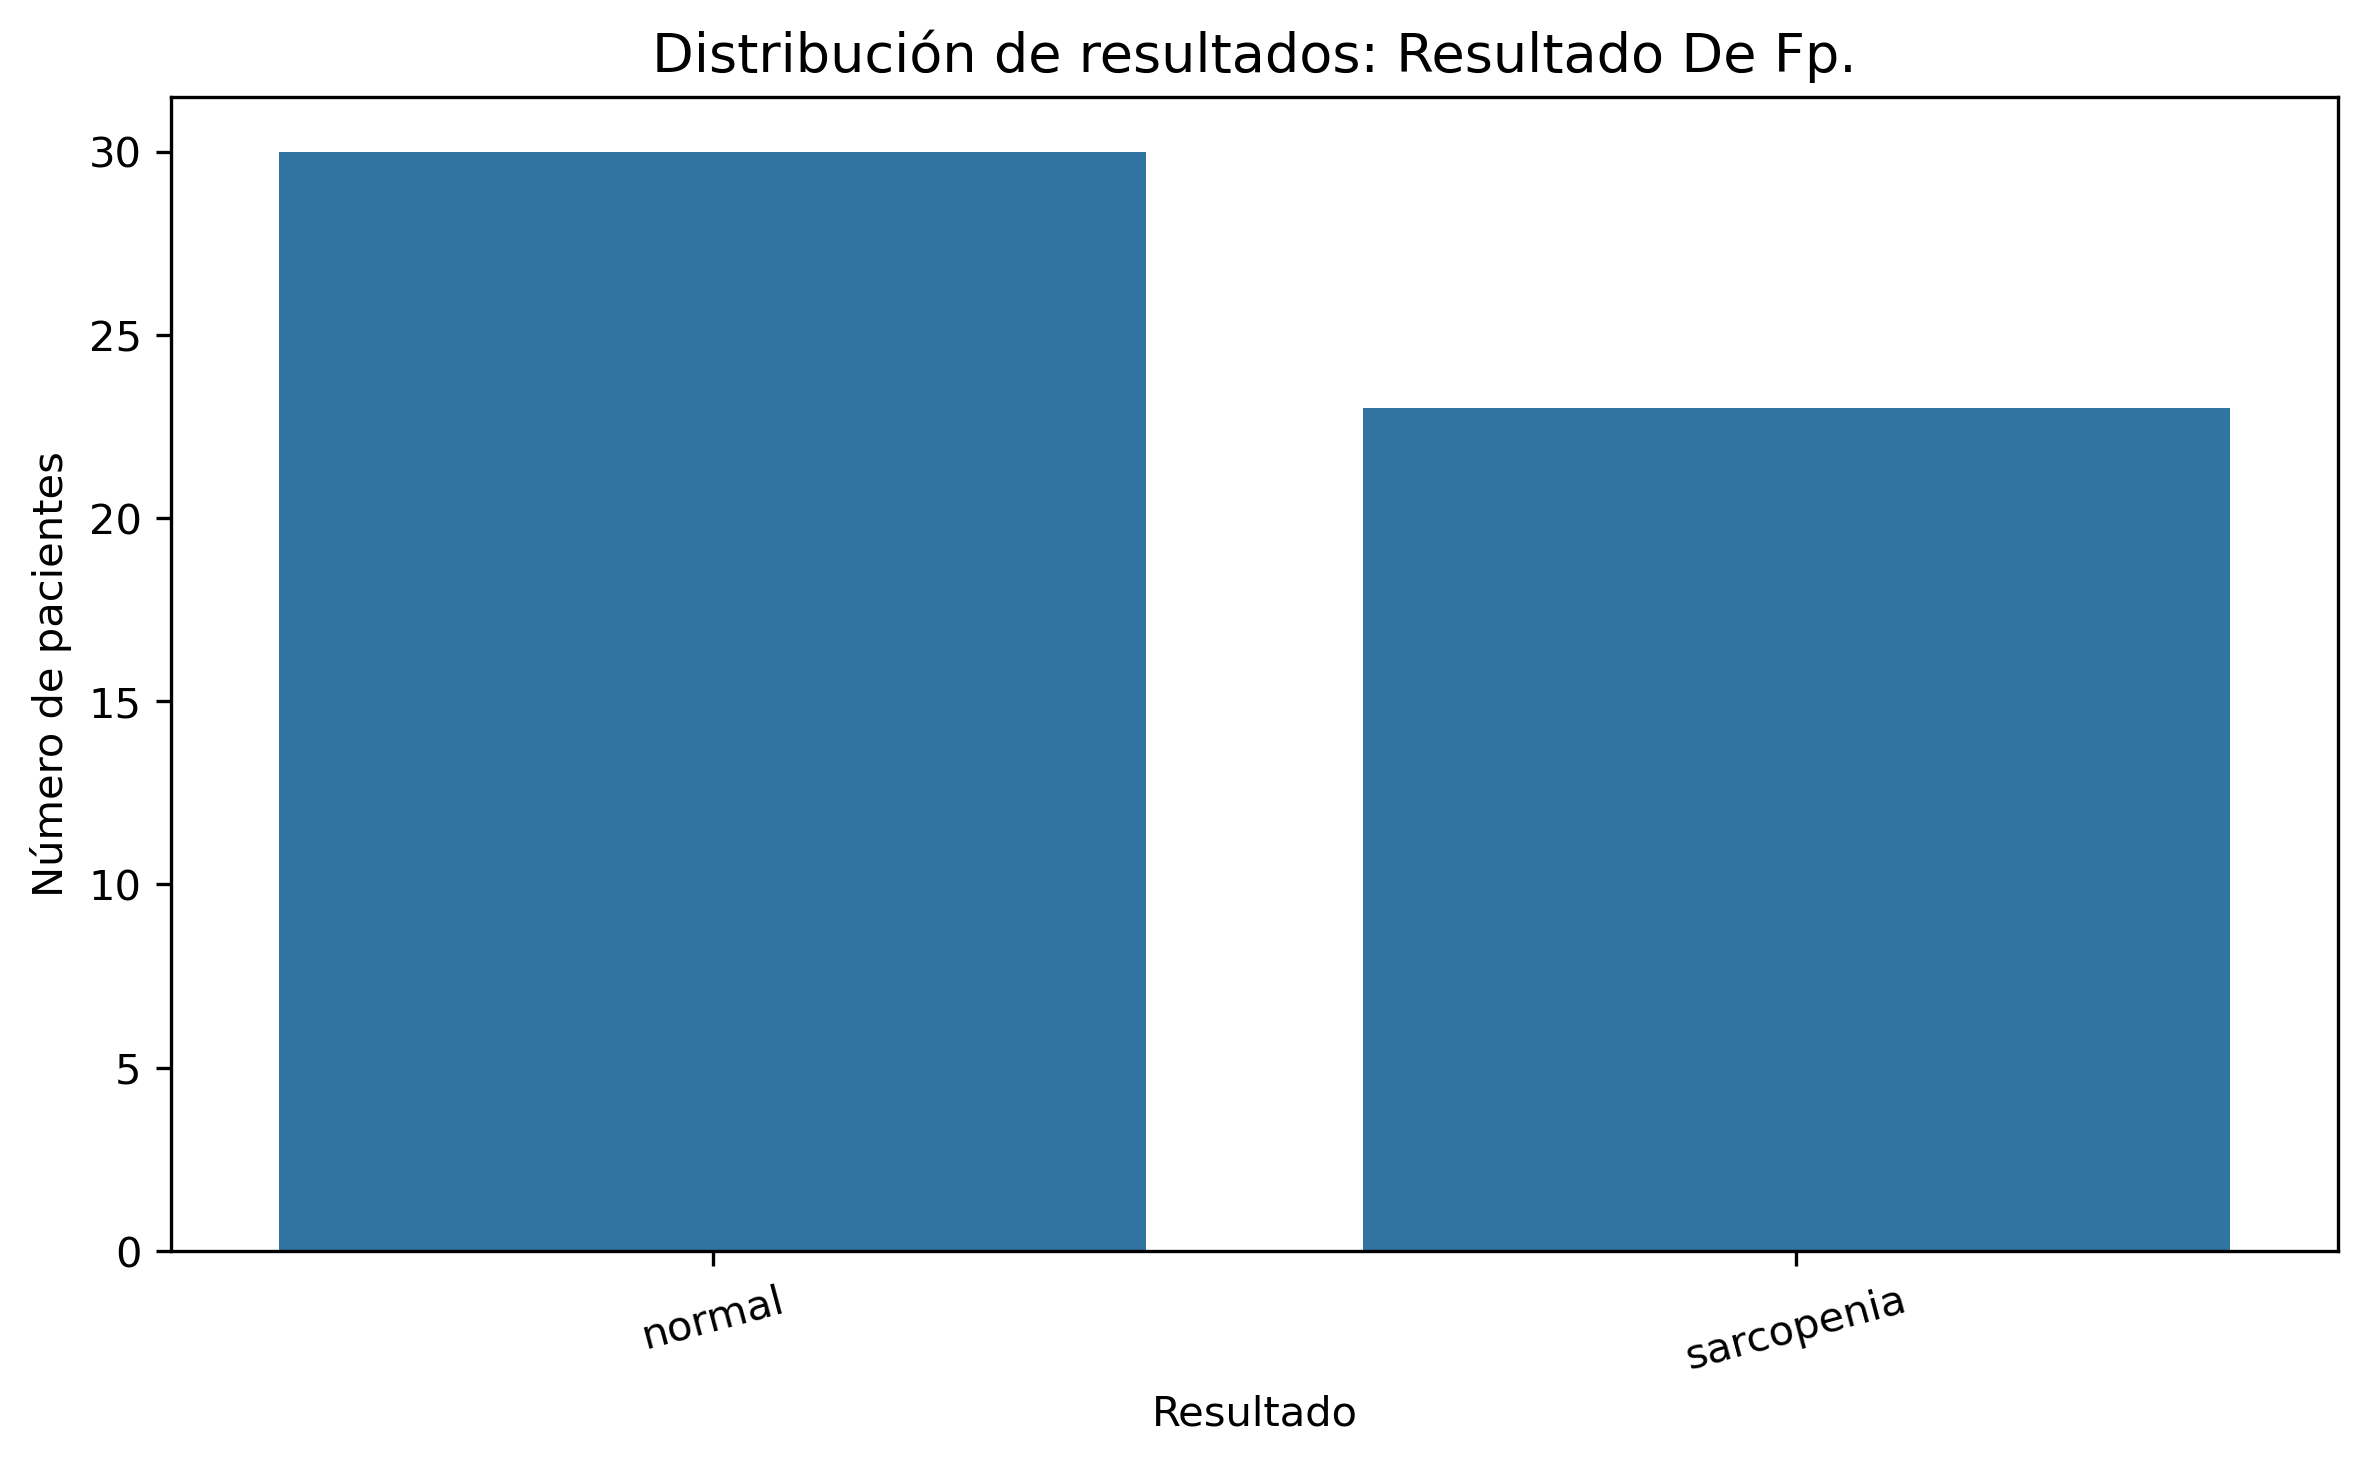 Distribución de resultados: Resultado De Fp.
Número de pacientes
30
25
20
15
10
5
0
normal
sarcopenia
Resultado